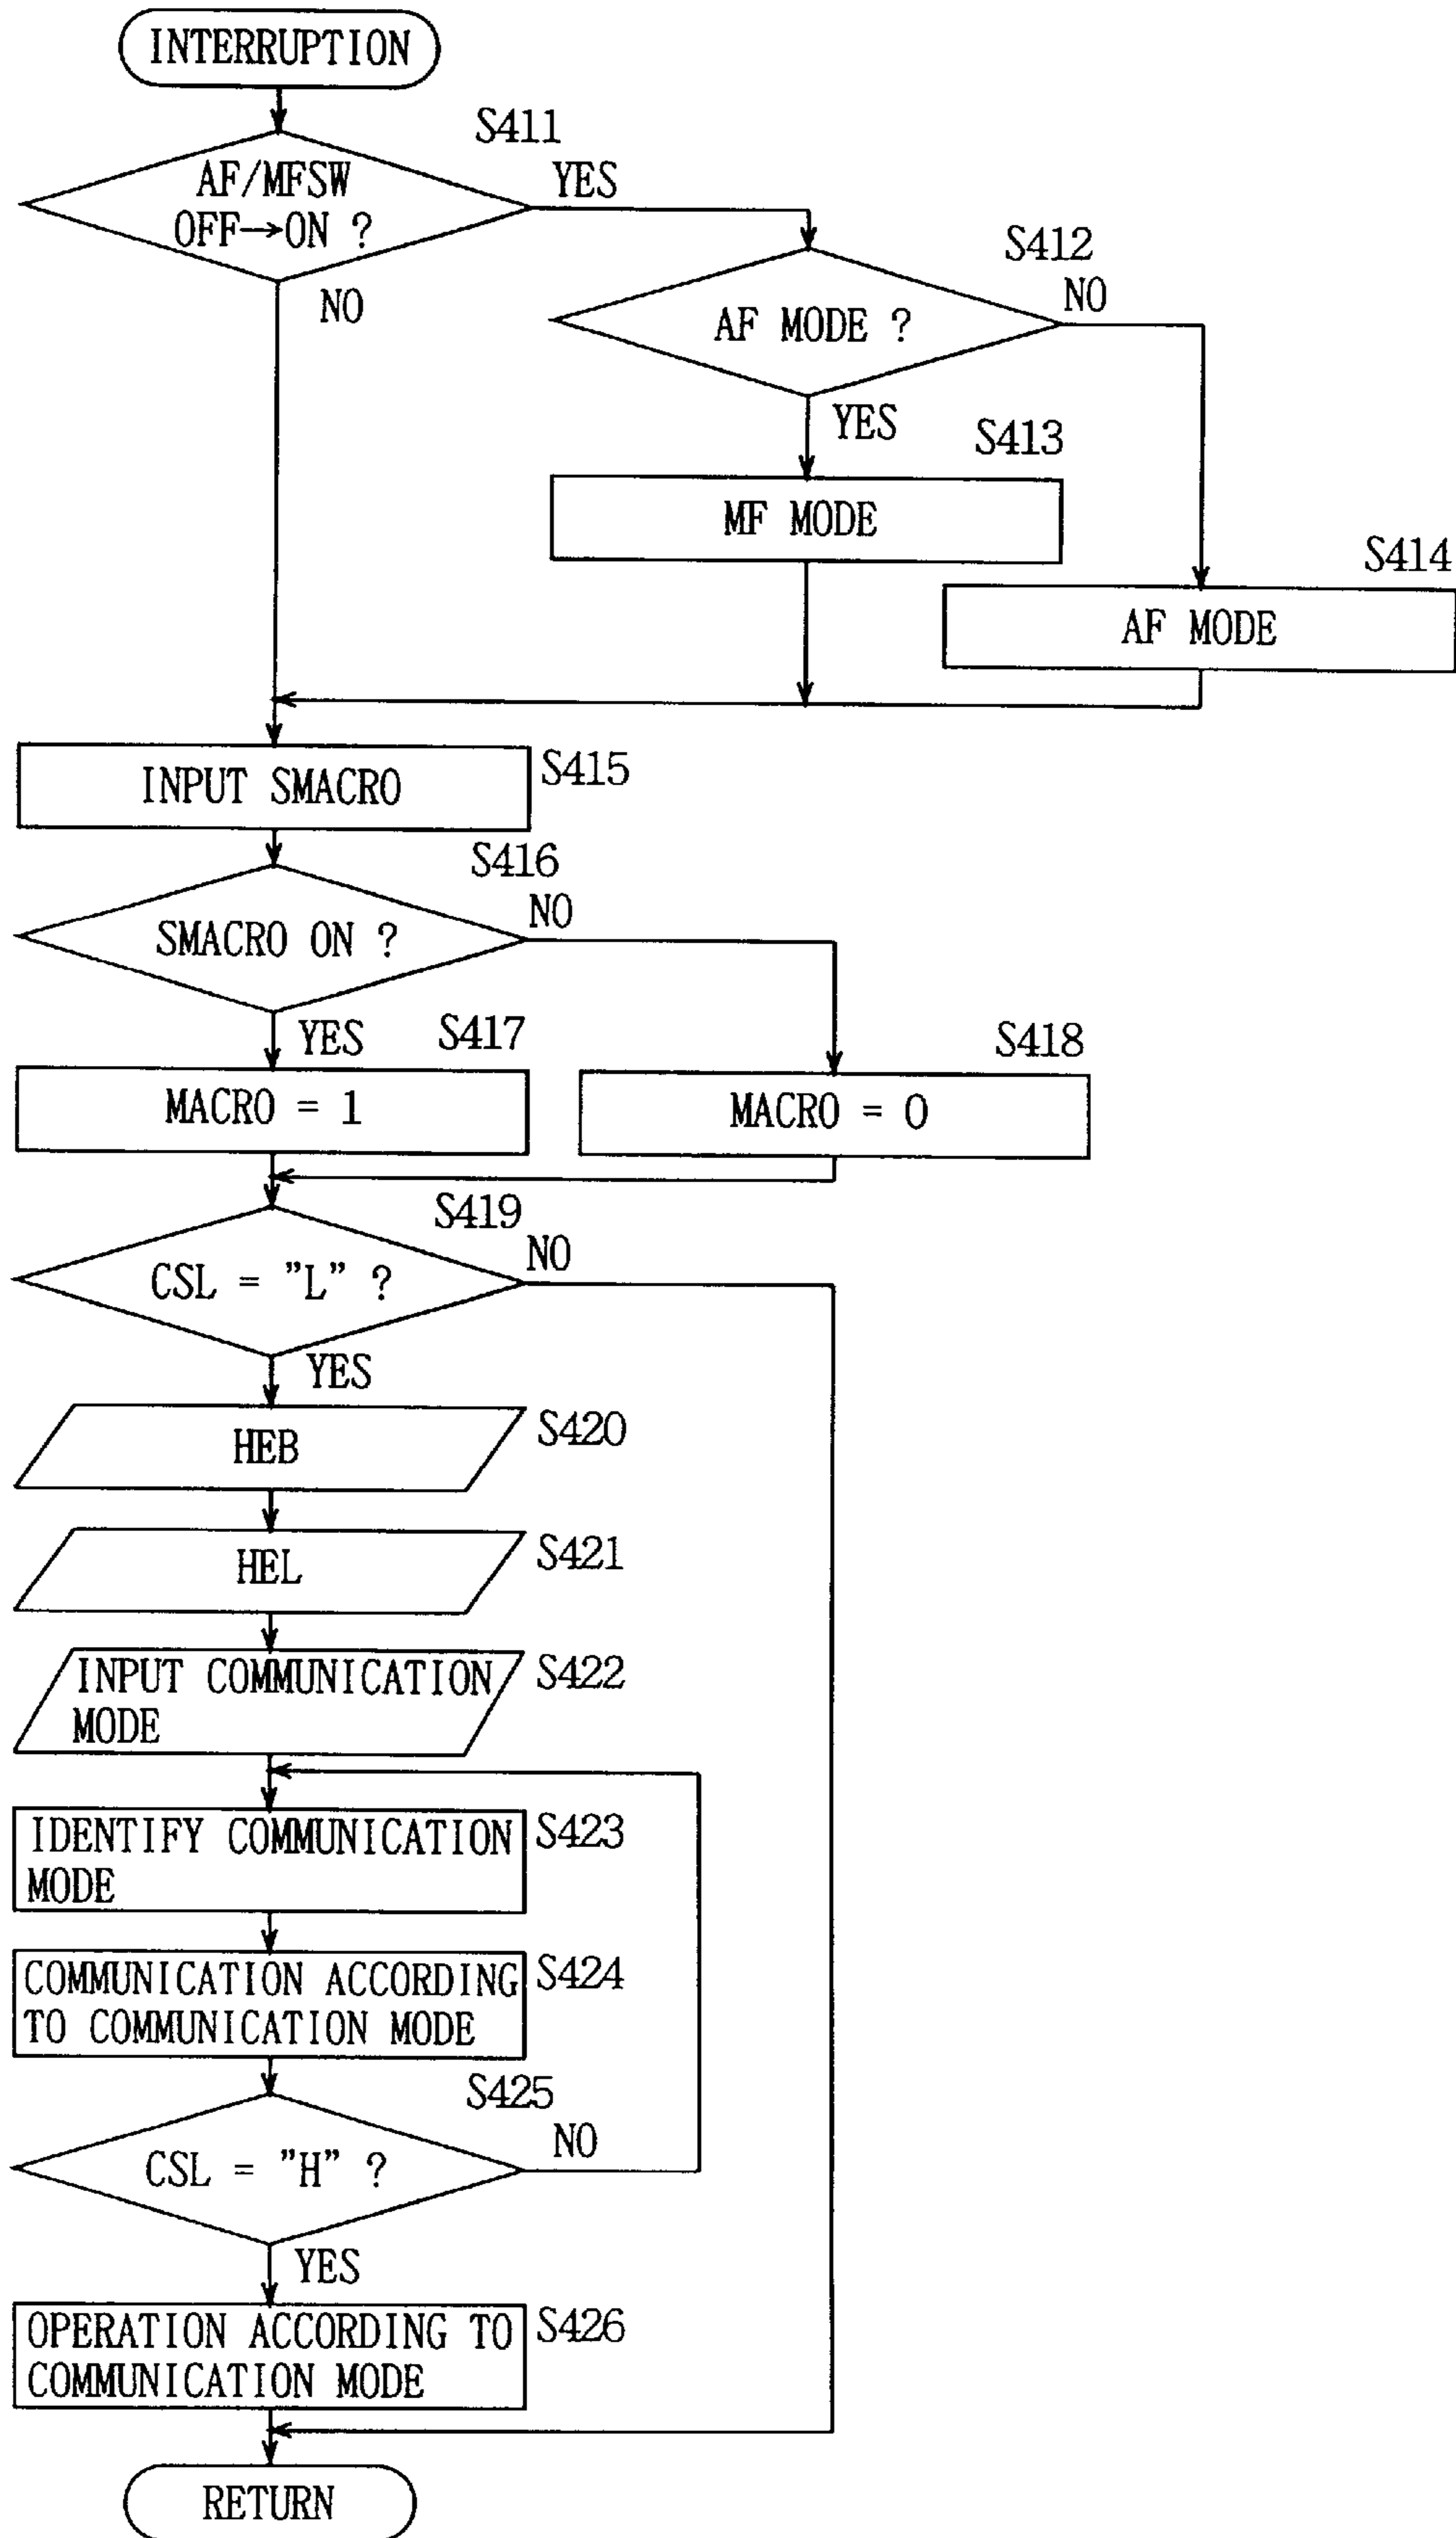 INTERRUPTION
S411
AF/MFSW
OFF→ON ?
YES
NO
S412
AF MODE ?
NO
YES
S413
MF MODE
S414
AF MODE
INPUT SMACRO
S415
S416
SMACRO ON ?
NO
YES
S417
MACRO = 1
S418
MACRO = 0
S419
CSL = "L" ?
NO
YES
HEB
S420
HEL
S421
INPUT COMMUNICATION
MODE
S422
IDENTIFY COMMUNICATION
MODE
S423
COMMUNICATION ACCORDING
TO COMMUNICATION MODE
S424
S425
CSL = "H" ?
NO
YES
OPERATION ACCORDING TO
COMMUNICATION MODE
S426
RETURN